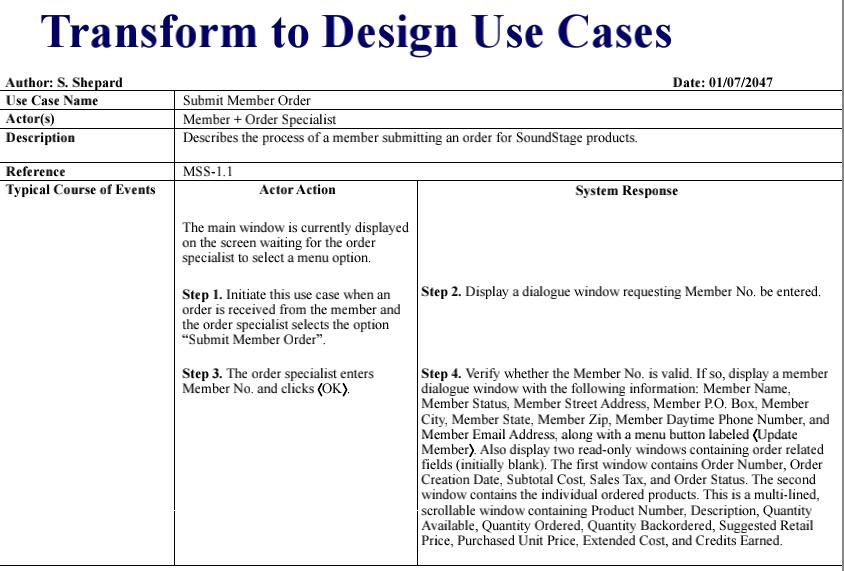 Transform to Design Use Cases
Author: S. Shepard
Date: 01/07/2047
Use Case Name
Submit Member Order
Actor(s)
Member + Order Specialist
Description
Describes the process of a member submitting an order for SoundStage products.
Reference
MSS-1.1
Typical Course of Events
Actor Action
System Response
The main window is currently displayed
on the screen waiting for the order
specialist to select a menu option.
Step 1. Initiate this use case when an
order is received from the member and
the order specialist selects the option
“Submit Member Order”.
Step 2. Display a dialogue window requesting Member No. be entered.
Step 3. The order specialist enters
Member No. and clicks ⟨OK⟩.
Step 4. Verify whether the Member No. is valid. If so, display a member
dialogue window with the following information: Member Name,
Member Status, Member Street Address, Member P.O. Box, Member
City, Member State, Member Zip, Member Daytime Phone Number, and
Member Email Address, along with a menu button labeled ⟨Update
Member⟩. Also display two read-only windows containing order related
fields (initially blank). The first window contains Order Number, Order
Creation Date, Subtotal Cost, Sales Tax, and Order Status. The second
window contains the individual ordered products. This is a multi-lined,
scrollable window containing Product Number, Description, Quantity
Available, Quantity Ordered, Quantity Backordered, Suggested Retail
Price, Purchased Unit Price, Extended Cost, and Credits Earned.